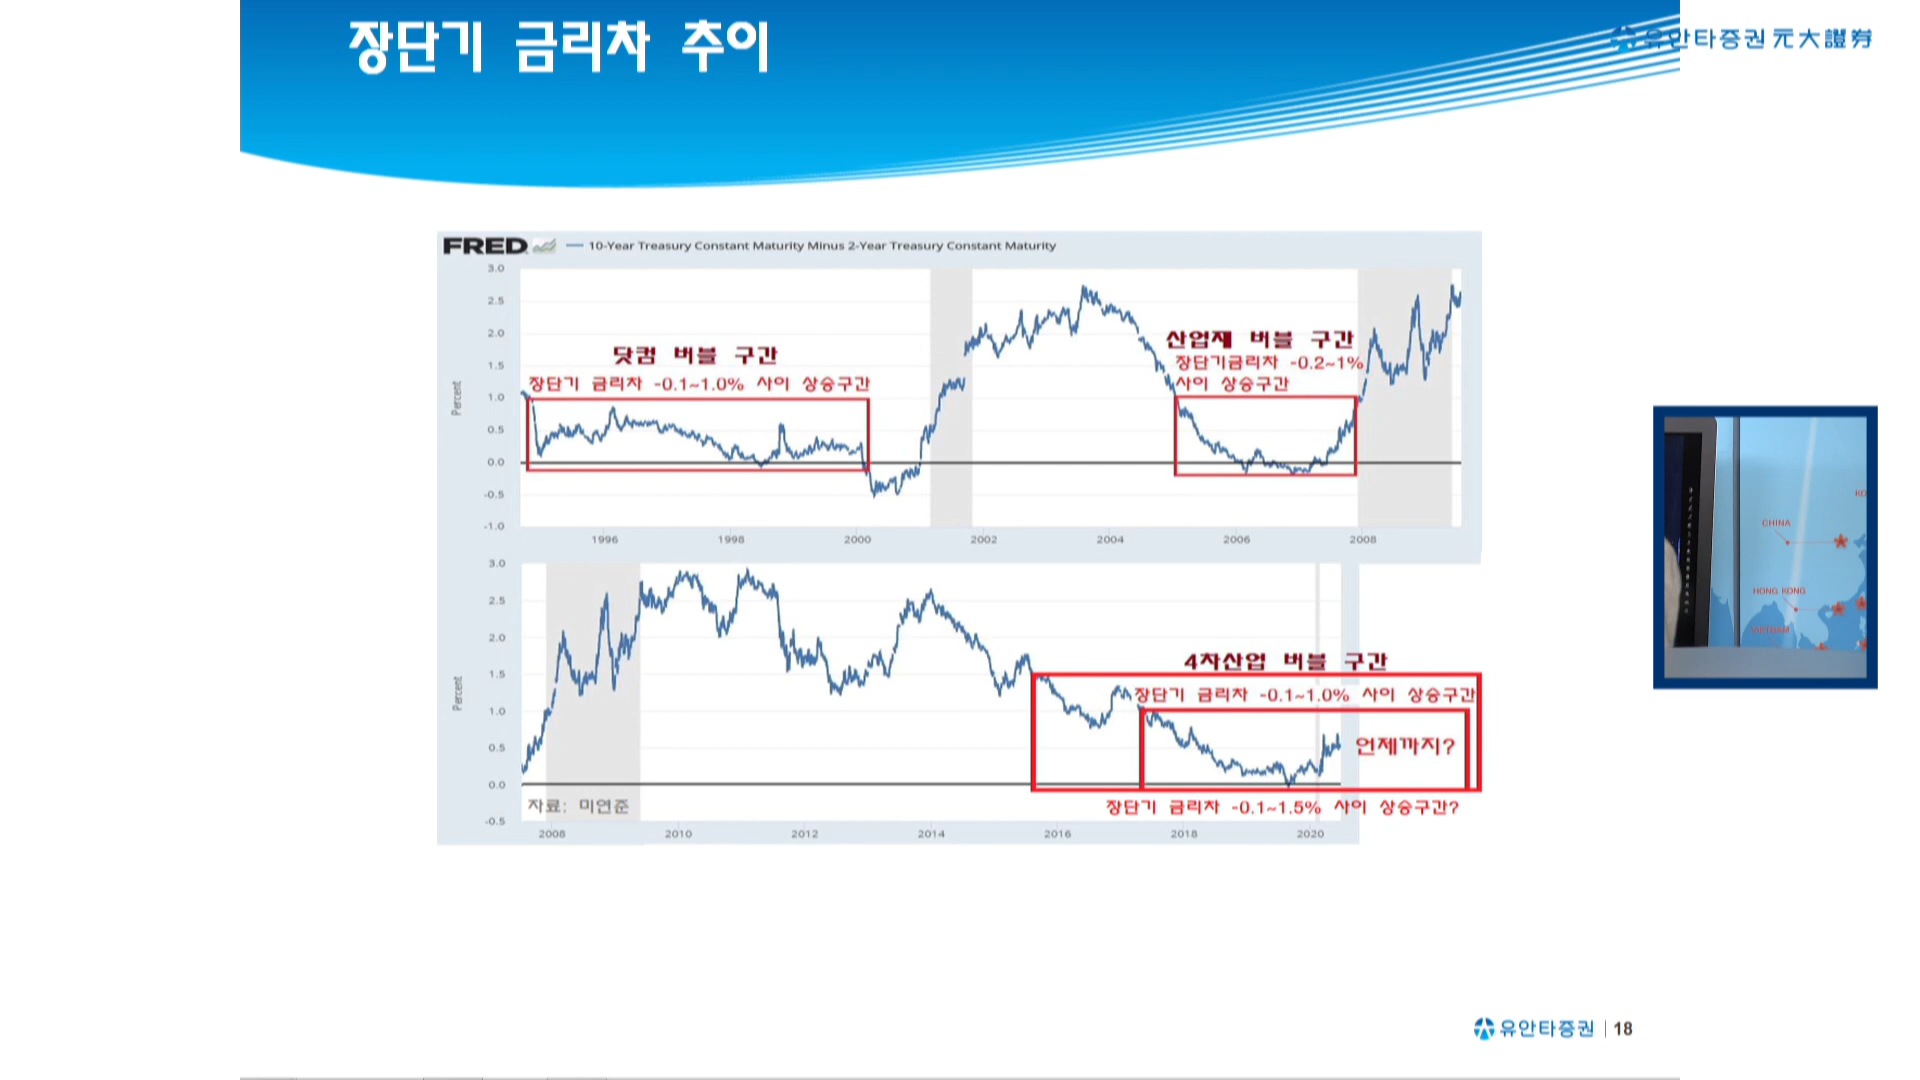 장단기 금리차 추이
유안타증권 元大證券
FRED 10-Year Treasury Constant Maturity Minus 2-Year Treasury Constant Maturity
3.0
2.5
2.0
1.5
1.0
0.5
0.0
-0.5
-1.0
Percent
닷컴 버블 구간
장단기 금리차 -0.1~1.0% 사이 상승구간
산업재 버블 구간
장단기금리차 -0.2~1%
사이 상승구간
1996 1998 2000 2002 2004 2006 2008
3.0
2.5
2.0
1.5
1.0
0.5
0.0
-0.5
Percent
4차산업 버블 구간
장단기 금리차 -0.1~1.0% 사이 상승구간
언제까지?
자료: 미연준
장단기 금리차 -0.1~1.5% 사이 상승구간?
2008 2010 2012 2014 2016 2018 2020
CHINA
HONG KONG
VIETNAM
유안타증권 | 18